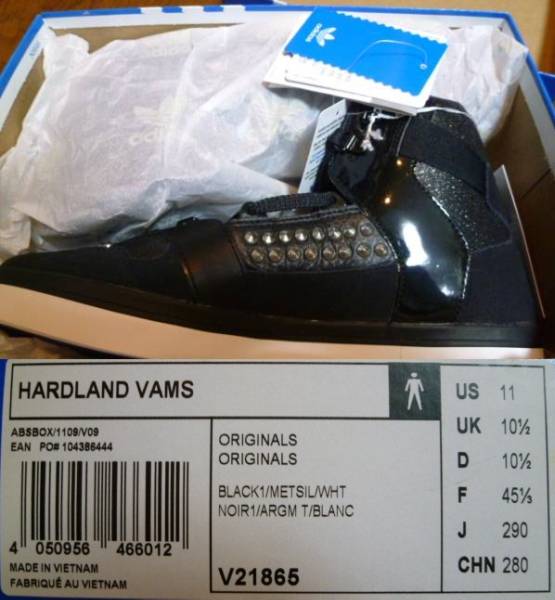 adidas
adidas
HARDLAND VAMS
ABSBOX/1109/V09
EAN PO# 104386444
ORIGINALS
ORIGINALS
BLACK1/METSIL/WHT
NOIR1/ARGM T/BLANC
V21865
4 050956 466012
MADE IN VIETNAM
FABRIQUÉ AU VIETNAM
US 11
UK 10½
D 10½
F 45⅓
J 290
CHN 280